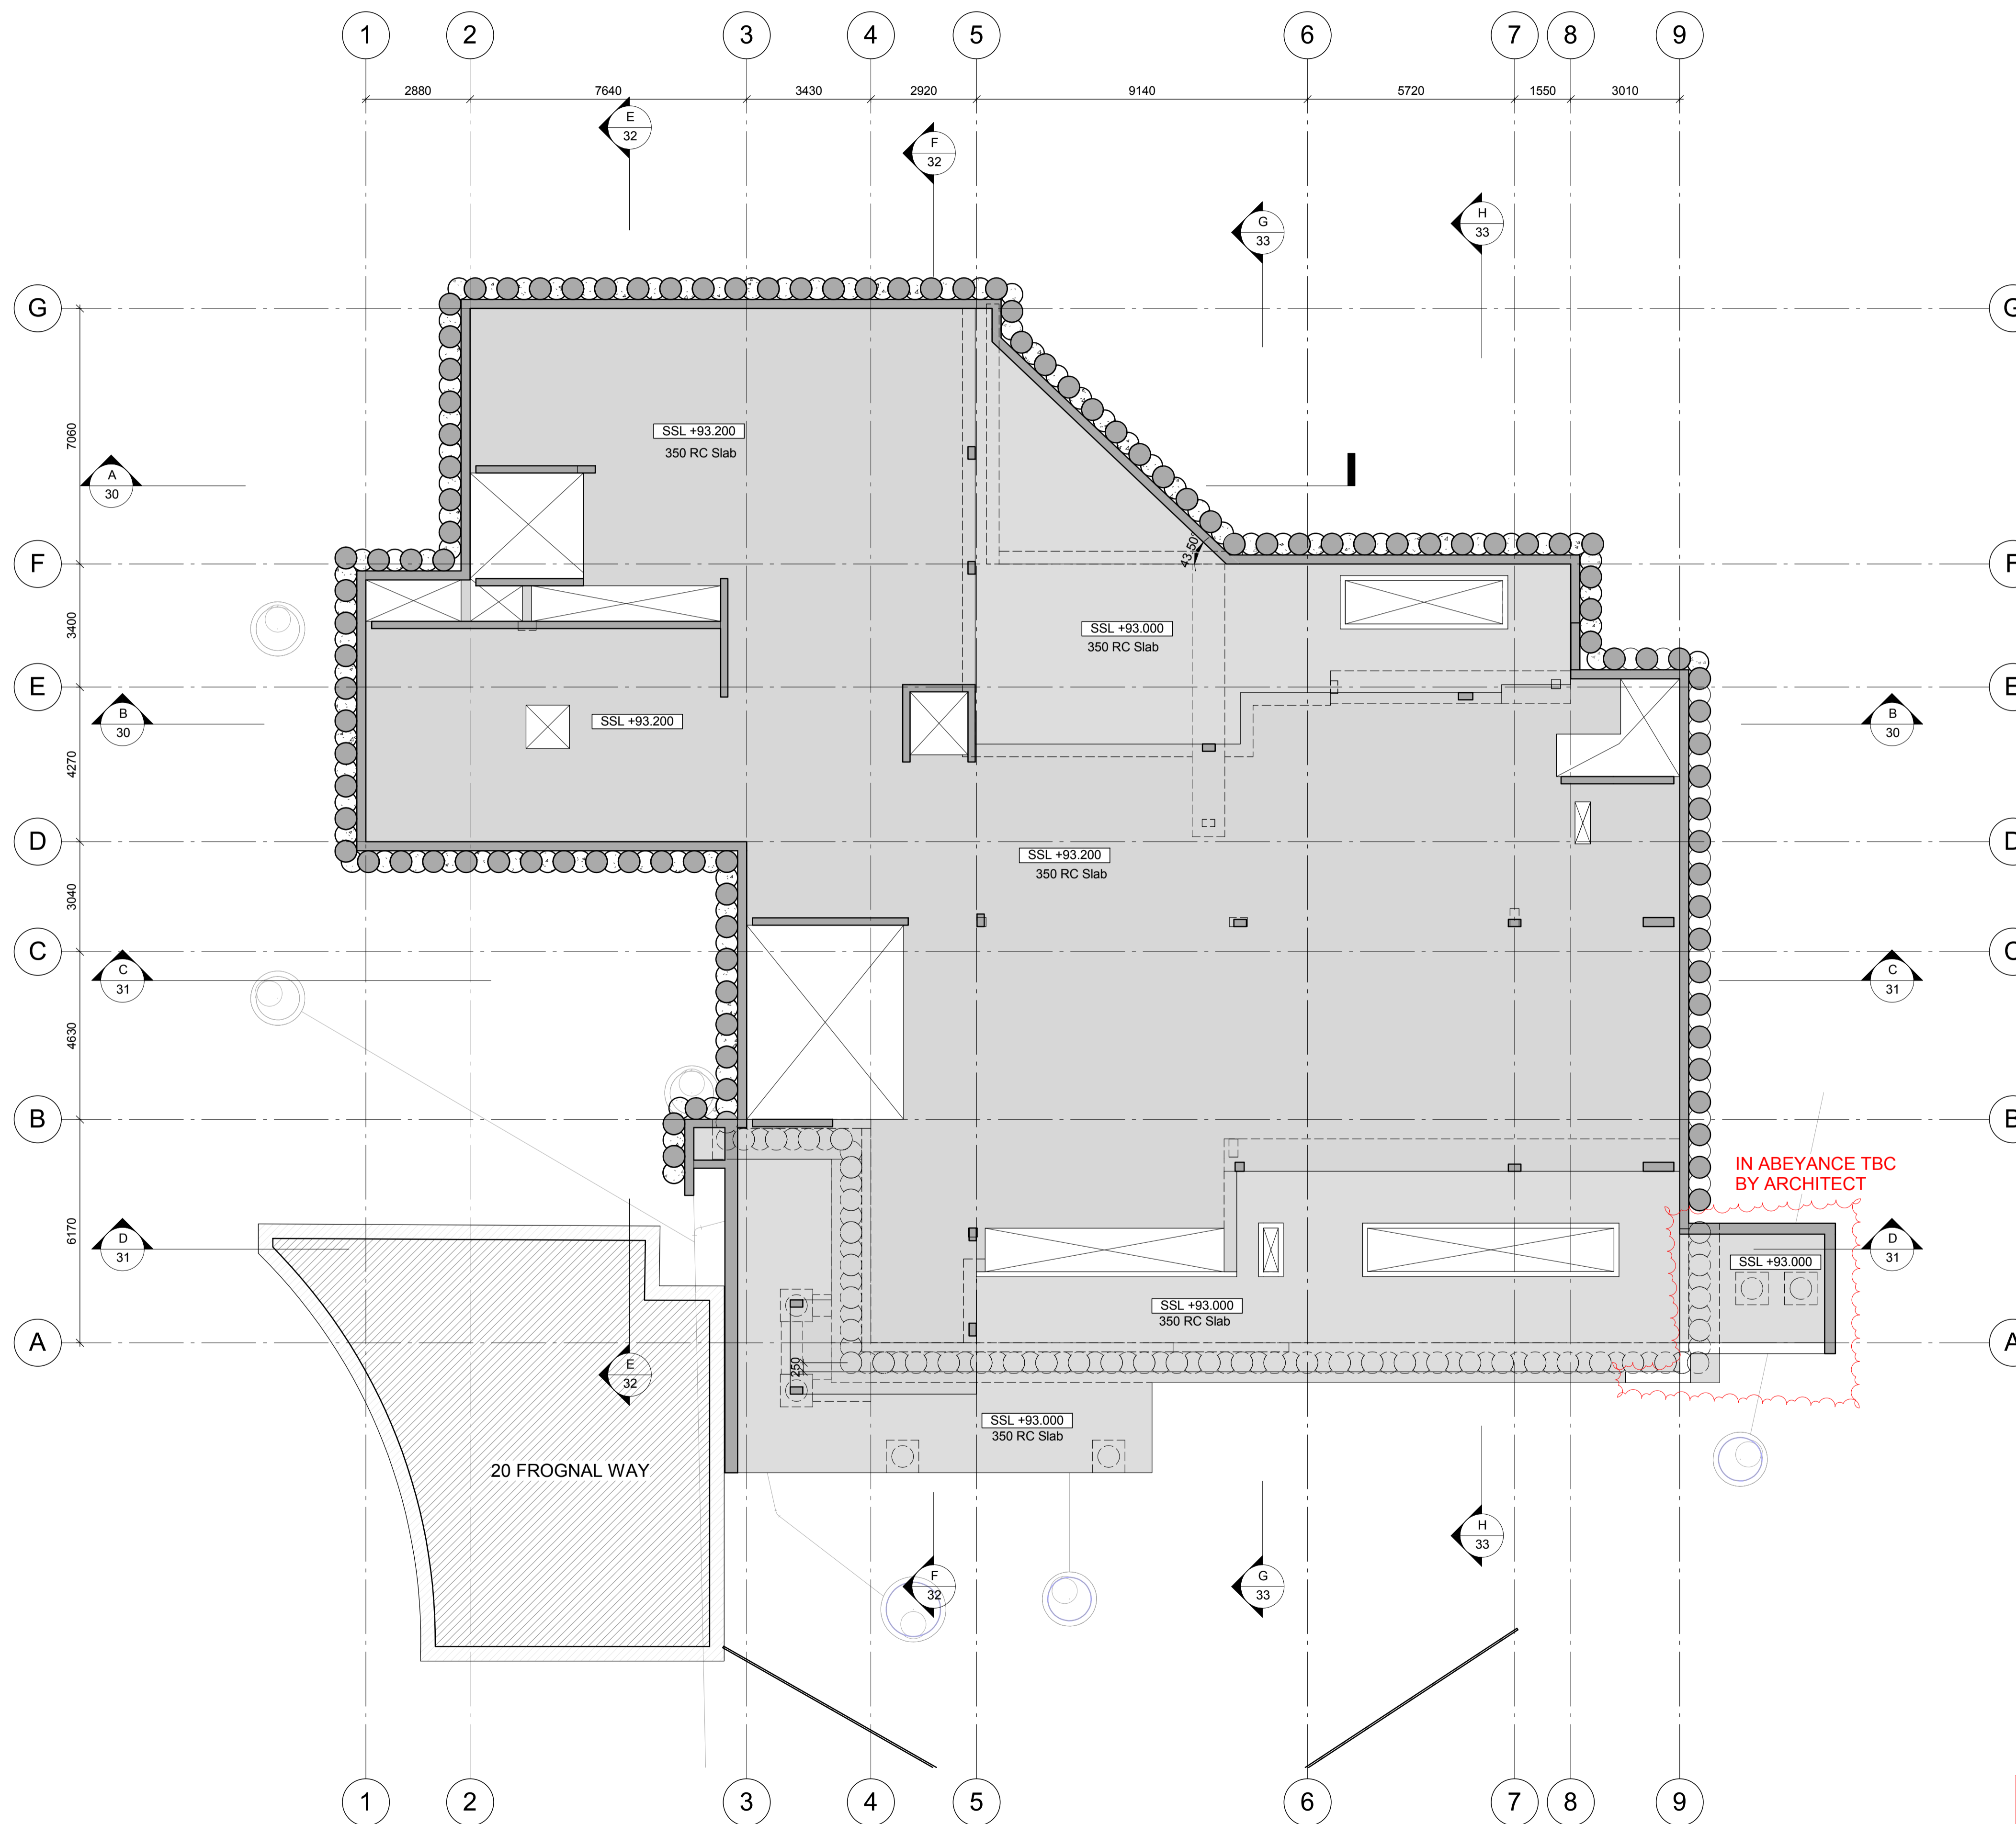 1 2 3 4 5 6 7 8 9
2880 7640 3430 2920 9140 5720 1550 3010
E
32
F
32
G
33
H
33
G G
7060
SSL +93.200
350 RC Slab
A
30
43.50°
F F
3400
SSL +93.000
350 RC Slab
E E
B
30
SSL +93.200
B
30
4270
D D
SSL +93.200
350 RC Slab
3040
C C
C
31
C
31
4630
B B
IN ABEYANCE TBC
BY ARCHITECT
6170
D
31
D
31
SSL +93.000
SSL +93.000
350 RC Slab
A A
250
E
32
SSL +93.000
350 RC Slab
20 FROGNAL WAY
H
33
F
32
G
33
1 2 3 4 5 6 7 8 9